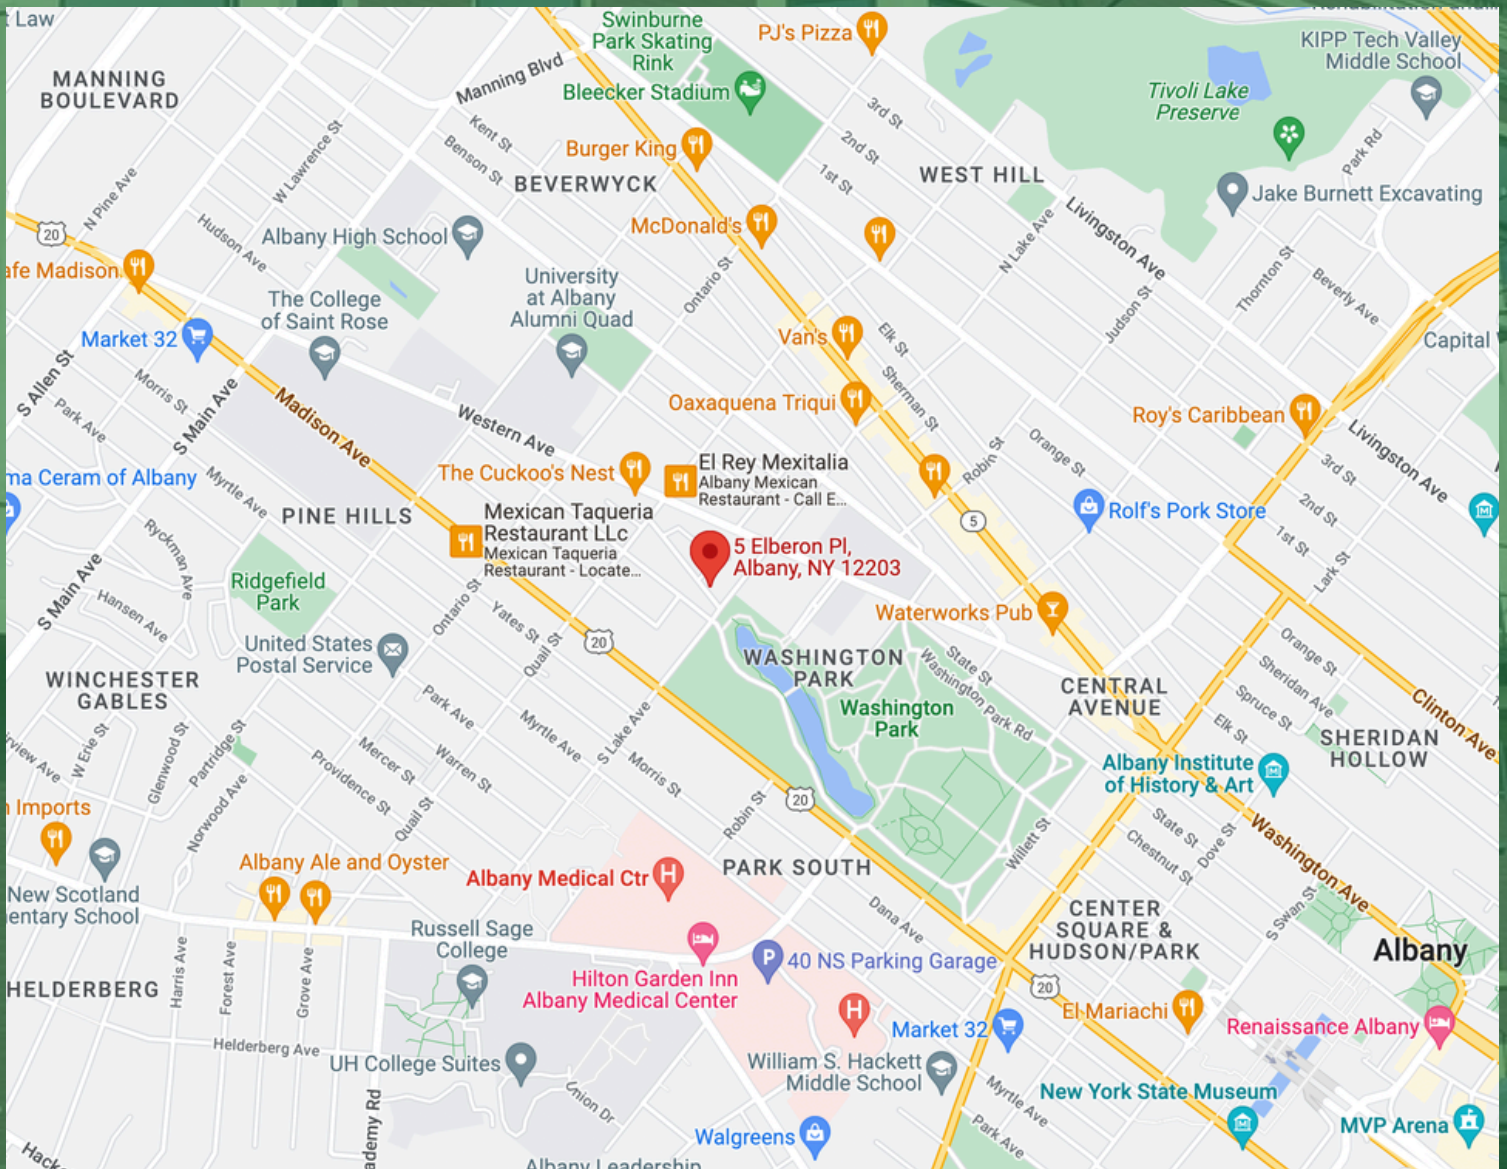 Law
Swinburne
Park Skating
Rink
PJ's Pizza
KIPP Tech Valley
Middle School
MANNING
BOULEVARD
Manning Blvd
Bleecker Stadium
Tivoli Lake
Preserve
3rd St
Kent St
Burger King
2nd St
Park Rd
W Lawrence St
Benson St
BEVERWYCK
1st St
WEST HILL
Jake Burnett Excavating
N Pine Ave
20
Hudson Ave
Albany High School
McDonald's
N Lake Ave
Livingston Ave
afe Madison
University
at Albany
Alumni Quad
Ontario St
Thornton St
Beverly Ave
The College
of Saint Rose
Judson St
Market 32
Van's
Elk St
Capital
S Allen St
Morris St
Park Ave
S Main Ave
Madison Ave
Western Ave
Oaxaquena Triqui
Sherman St
Roy's Caribbean
Livingston Ave
Robin St
Orange St
3rd St
ma Ceram of Albany
The Cuckoo's Nest
El Rey Mexitalia
Albany Mexican
Restaurant - Call E...
Myrtle Ave
PINE HILLS
Mexican Taqueria
Restaurant LLc
Mexican Taqueria
Restaurant - Locate...
5
Rolf's Pork Store
2nd St
1st St
5 Elberon Pl,
Albany, NY 12203
Ryckman Ave
S Main Ave
Hansen Ave
Ridgefield
Park
Ontario St
Yates St
Quail St
20
Waterworks Pub
Lark St
United States
Postal Service
WASHINGTON
PARK
State St
Washington Park Rd
Orange St
Sheridan Ave
Spruce St
Elk St
WINCHESTER
GABLES
Park Ave
Myrtle Ave
S Lake Ave
Washington
Park
CENTRAL
AVENUE
Clinton Ave
SHERIDAN
HOLLOW
irview Ave
W Erie St
Glenwood St
Partridge St
Mercer St
Warren St
Providence St
Morris St
Albany Institute
of History & Art
n Imports
Norwood Ave
Quail St
Robin St
20
Willett St
State St
Chestnut St
Dove St
Washington Ave
Albany Ale and Oyster
Albany Medical Ctr
PARK SOUTH
New Scotland
entary School
Dana Ave
CENTER
SQUARE &
HUDSON/PARK
S Swan St
Albany
Russell Sage
College
Harris Ave
Forest Ave
Grove Ave
HELDERBERG
Hilton Garden Inn
Albany Medical Center
40 NS Parking Garage
20
El Mariachi
Renaissance Albany
Market 32
Helderberg Ave
UH College Suites
William S. Hackett
Middle School
Union Dr
Myrtle Ave
Park Ave
New York State Museum
MVP Arena
ademy Rd
Walgreens
Hacke
Albany Leadership